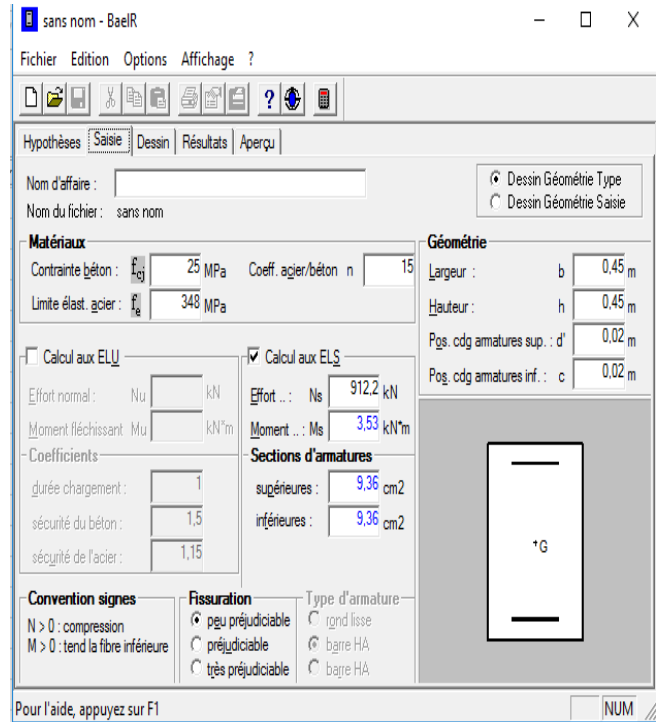 sans nom - BaelR
Fichier Edition Options Affichage ?
Hypothèses Saisie Dessin Résultats Aperçu
Nom d'affaire :
Nom du fichier : sans nom
Dessin Géométrie Type
Dessin Géométrie Saisie
Matériaux
Contrainte béton : fcj 25 MPa Coeff. acier/béton n 15
Limite élast. acier : fe 348 MPa
Géométrie
Largeur : b 0,45 m
Hauteur : h 0,45 m
Pos. cdg armatures sup. : d' 0,02 m
Pos. cdg armatures inf. : c 0,02 m
Calcul aux ELU
Effort normal : Nu kN
Moment fléchissant Mu kN*m
Coefficients
durée chargement : 1
sécurité du béton : 1,5
sécurité de l'acier : 1,15
Calcul aux ELS
Effort .. : Ns 912,2 kN
Moment .. : Ms 3,53 kN*m
Sections d'armatures
supérieures : 9,36 cm2
inférieures : 9,36 cm2
+G
Convention signes
N > 0 : compression
M > 0 : tend la fibre inférieure
Fissuration
peu préjudiciable
préjudiciable
très préjudiciable
Type d'armature
rond lisse
barre HA
barre HA
Pour l'aide, appuyez sur F1 NUM